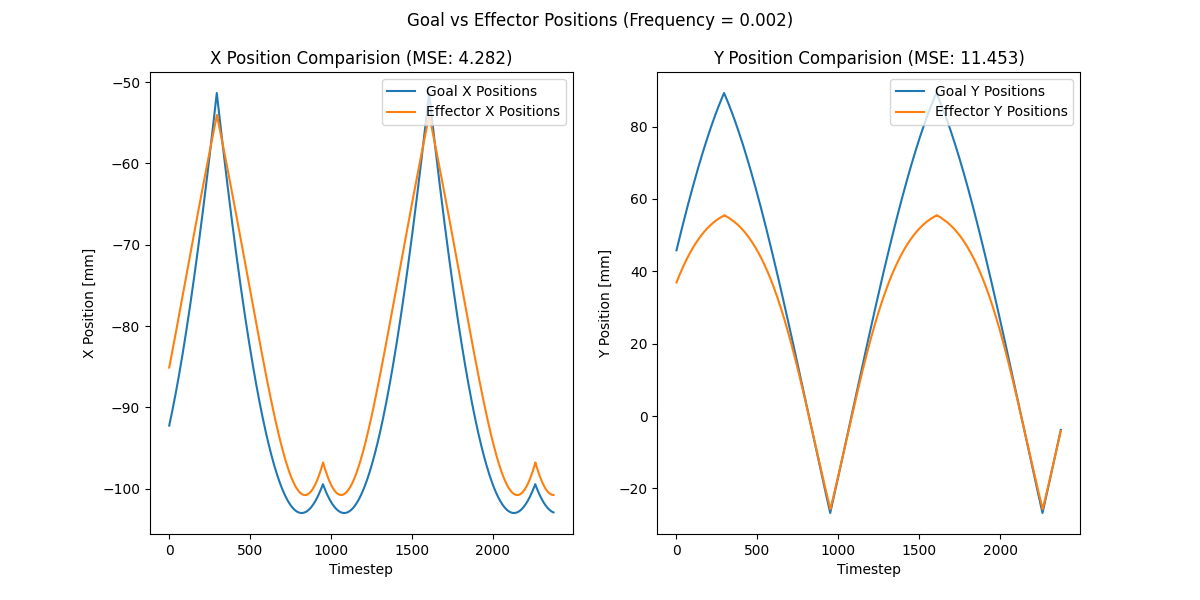 Goal vs Effector Positions (Frequency = 0.002)
X Position Comparision (MSE: 4.282)
Goal X Positions
Effector X Positions
X Position [mm]
−50
−60
−70
−80
−90
−100
0 500 1000 1500 2000
Timestep
Y Position Comparision (MSE: 11.453)
Goal Y Positions
Effector Y Positions
Y Position [mm]
80
60
40
20
0
−20
0 500 1000 1500 2000
Timestep